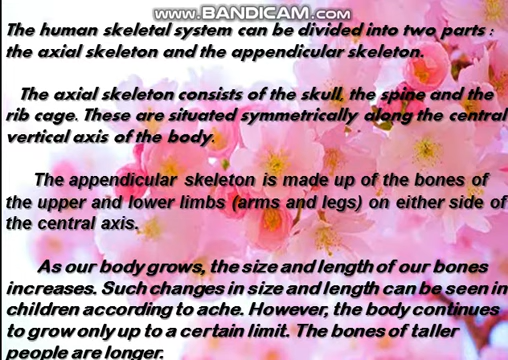 www.BANDICAM.com
The human skeletal system can be divided into two parts :
the axial skeleton and the appendicular skeleton.
The axial skeleton consists of the skull, the spine and the
rib cage. These are situated symmetrically along the central
vertical axis of the body.
The appendicular skeleton is made up of the bones of
the upper and lower limbs (arms and legs) on either side of
the central axis.
As our body grows, the size and length of our bones
increases. Such changes in size and length can be seen in
children according to ache. However, the body continues
to grow only up to a certain limit. The bones of taller
people are longer.